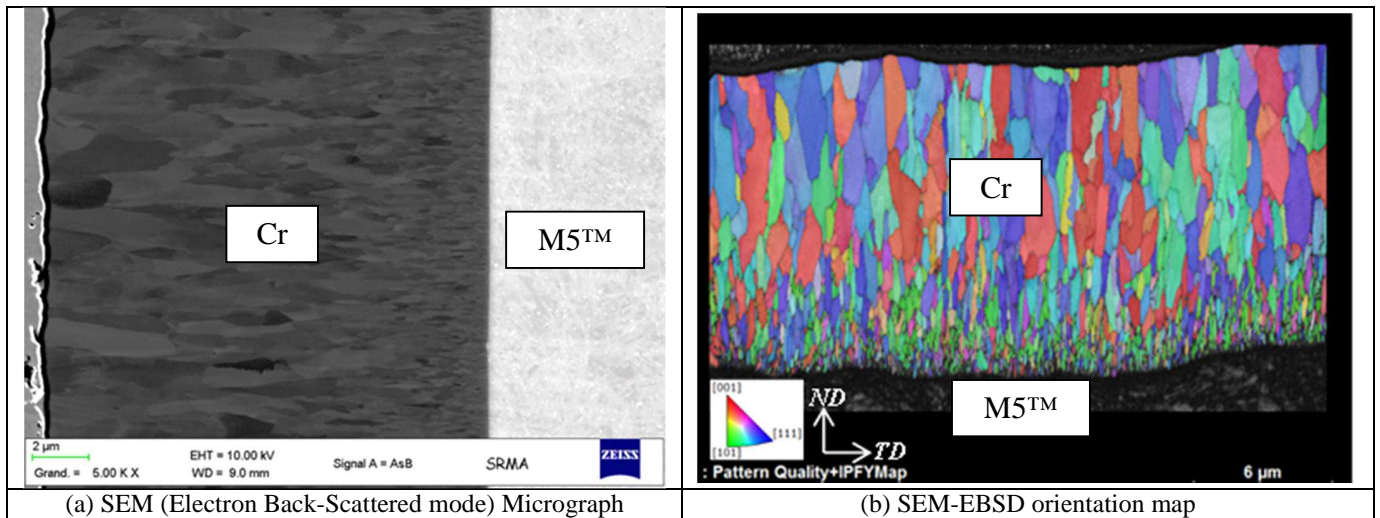 Cr
M5™
2 µm
Grand. = 5.00 K X
EHT = 10.00 kV
WD = 9.0 mm
Signal A = AsB
SRMA
ZEISS
(a) SEM (Electron Back-Scattered mode) Micrograph
Cr
M5™
[001]
[111]
[101]
ND
TD
: Pattern Quality+IPFYMap
6 µm
(b) SEM-EBSD orientation map